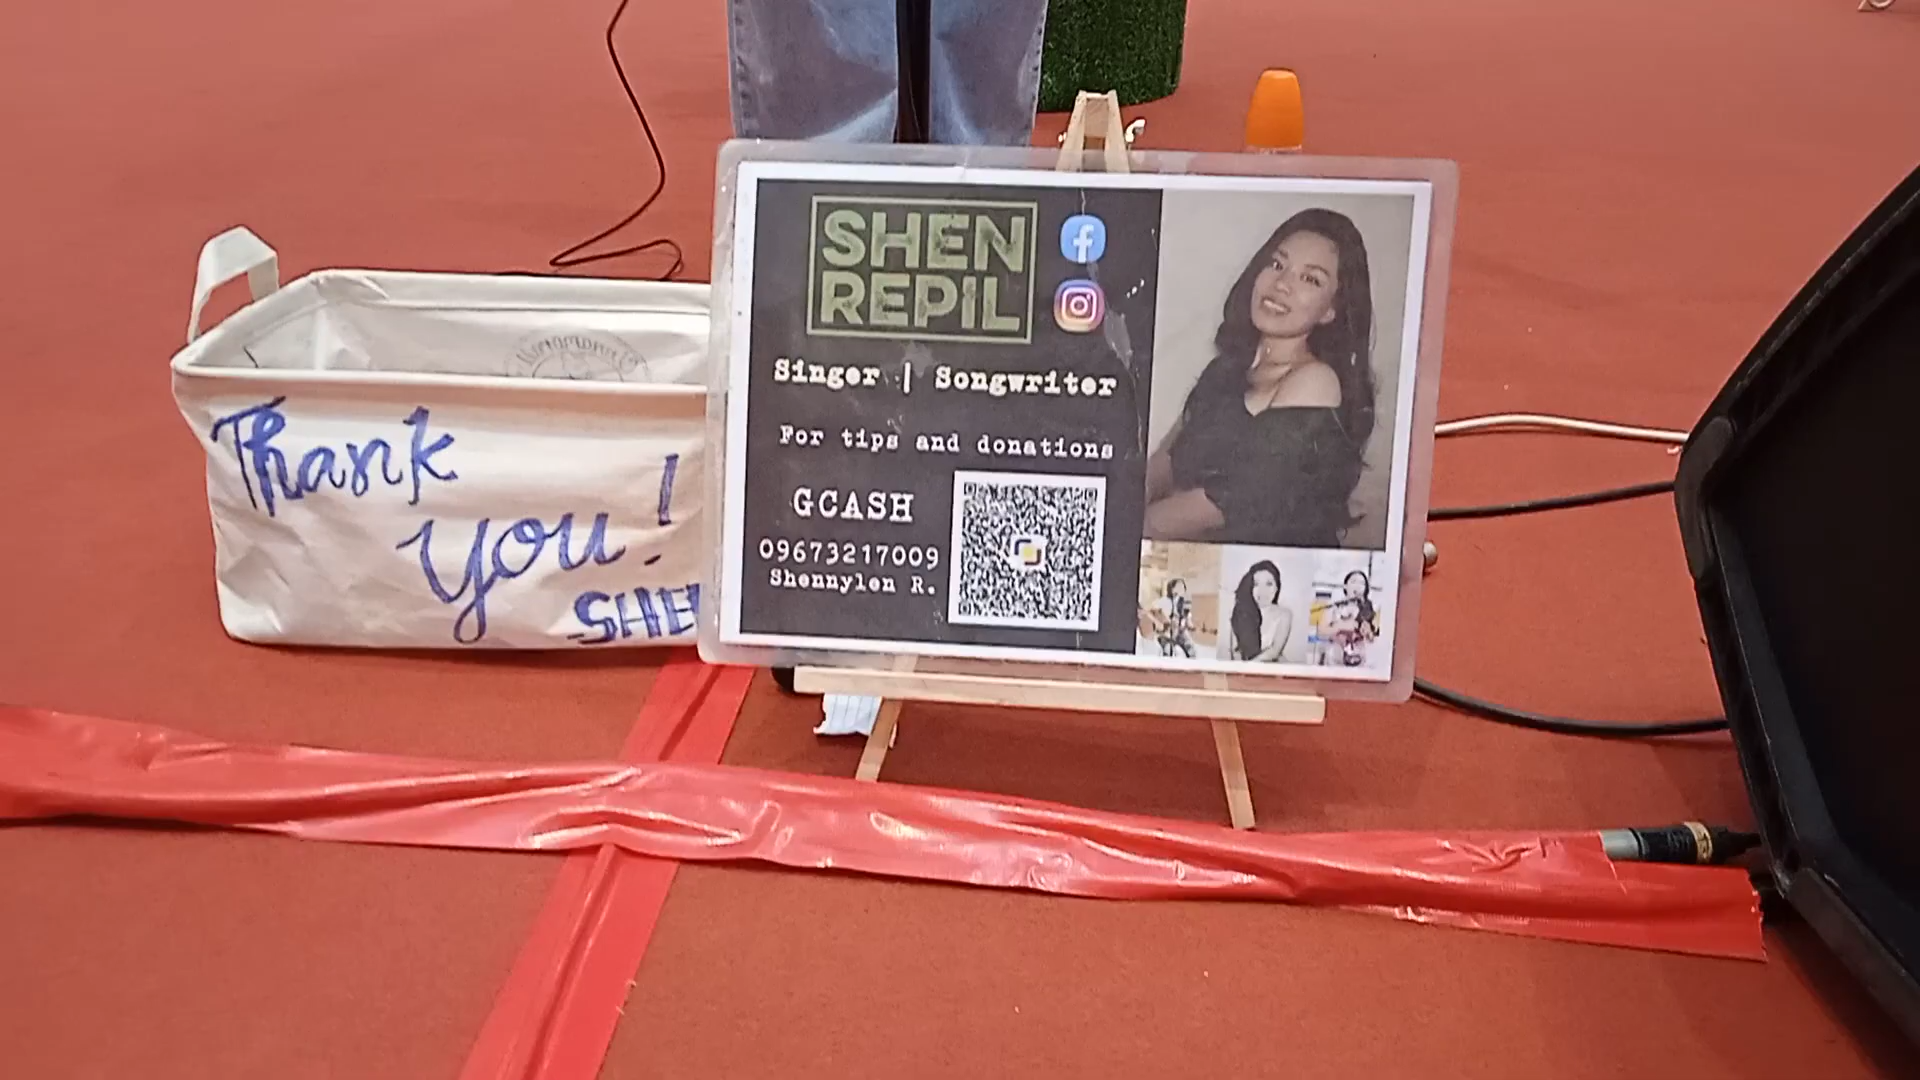 Thank
you!
SHE
SHEN
REPIL
Singer | Songwriter
For tips and donations
GCASH
09673217009
Shennylen R.